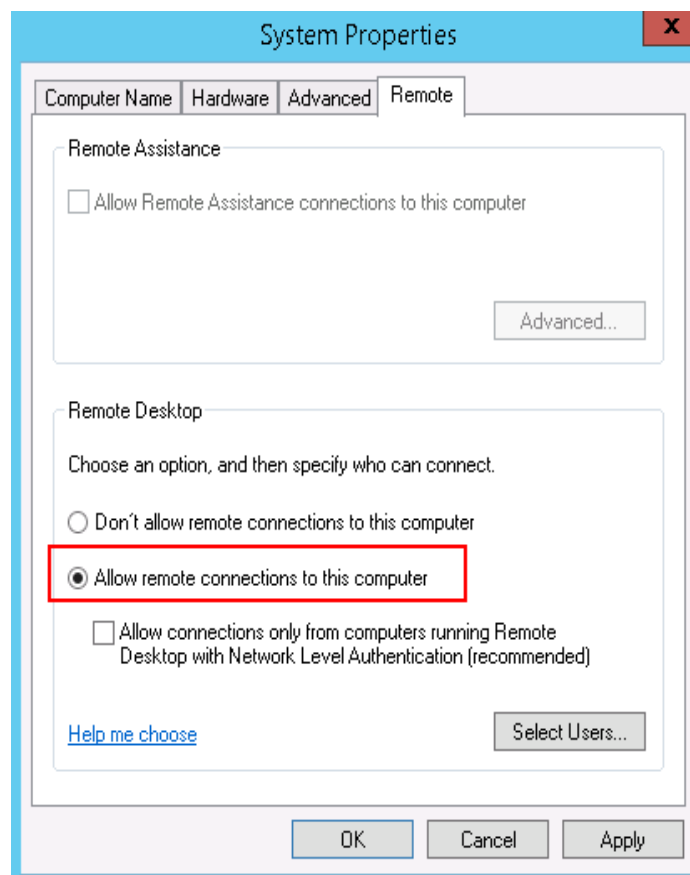 System Properties
x
Computer Name Hardware Advanced Remote
Remote Assistance
Allow Remote Assistance connections to this computer
Advanced...
Remote Desktop
Choose an option, and then specify who can connect.
Don´t allow remote connections to this computer
Allow remote connections to this computer
Allow connections only from computers running Remote
Desktop with Network Level Authentication (recommended)
Help me choose Select Users...
OK Cancel Apply